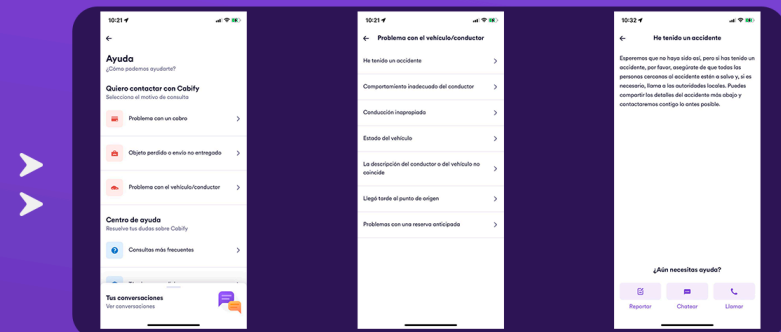 10:21
Ayuda
¿Cómo podemos ayudarte?
Quiero contactar con Cabify
Selecciona el motivo de consulta
Problema con un cobro
Objeto perdido o envío no entregado
Problema con el vehículo/conductor
Centro de ayuda
Resuelve tus dudas sobre Cabify
Consultas más frecuentes
Tus conversaciones
Ver conversaciones
10:21
Problema con el vehículo/conductor
He tenido un accidente
Comportamiento inadecuado del conductor
Conducción inapropiada
Estado del vehículo
La descripción del conductor o del vehículo no
coincide
Llegó tarde al punto de origen
Problemas con una reserva anticipada
10:32
He tenido un accidente
Esperemos que no haya sido así, pero si has tenido un
accidente, por favor, asegúrate de que todas las
personas cercanas al accidente están a salvo y, si es
necesario, llama a las autoridades locales. Puedes
compartir los detalles del accidente más abajo y
contactaremos contigo lo antes posible.
¿Aún necesitas ayuda?
Reportar
Chatear
Llamar